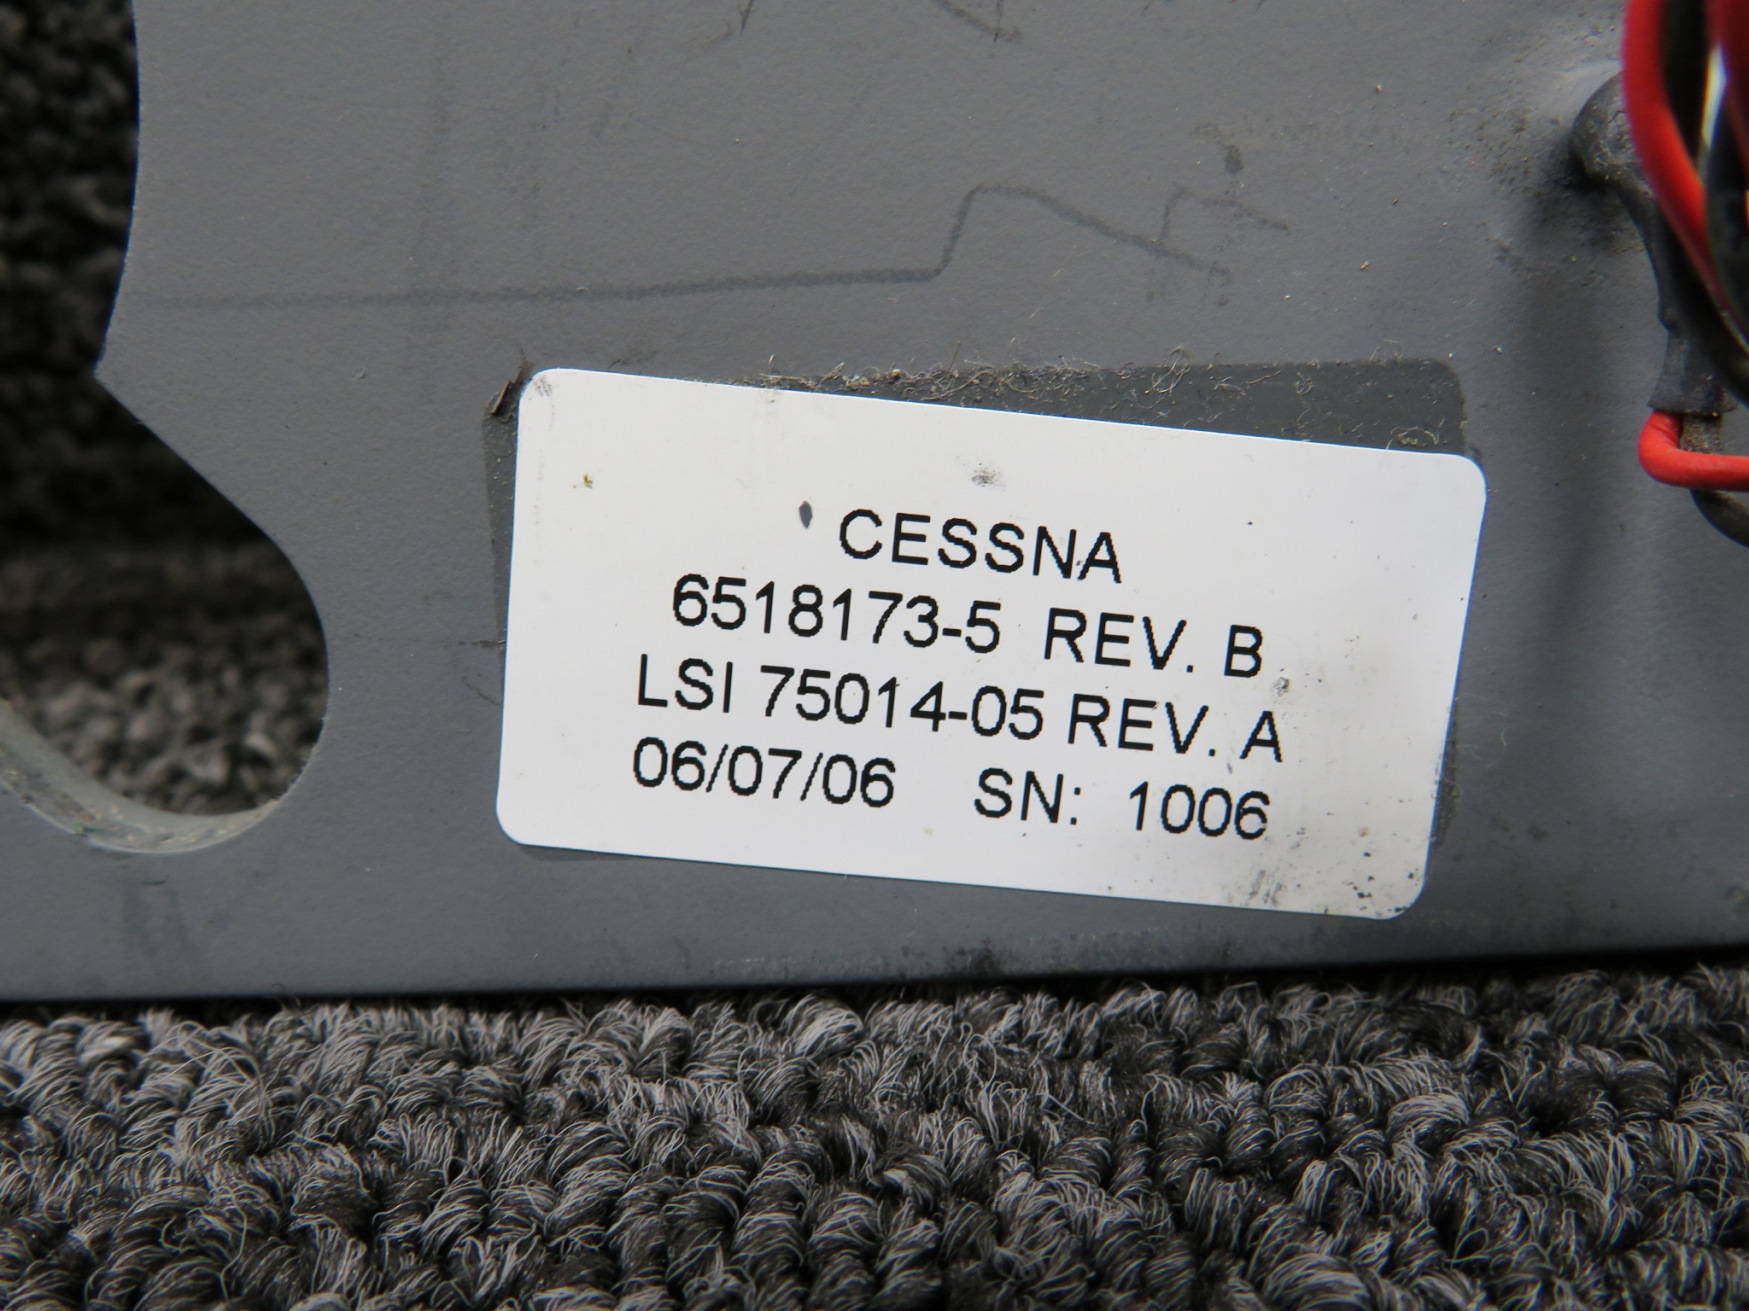 CESSNA
6518173-5 REV. B
LSI 75014-05 REV. A
06/07/06 SN: 1006